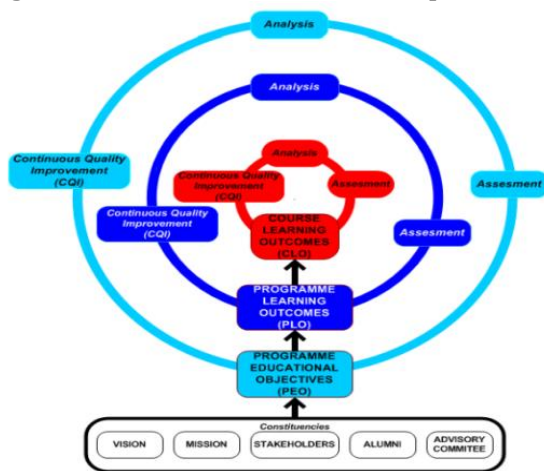 Analysis
Analysis
Analysis
Continuous Quality
Improvement
(CQI)
Continuous Quality
Improvement
(CQI)
Assesment
Assesment
Continuous Quality
Improvement
(CQI)
Assesment
COURSE
LEARNING
OUTCOMES
(CLO)
PROGRAMME
LEARNING
OUTCOMES
(PLO)
PROGRAMME
EDUCATIONAL
OBJECTIVES
(PEO)
Constituencies
VISION
MISSION
STAKEHOLDERS
ALUMNI
ADVISORY
COMMITEE